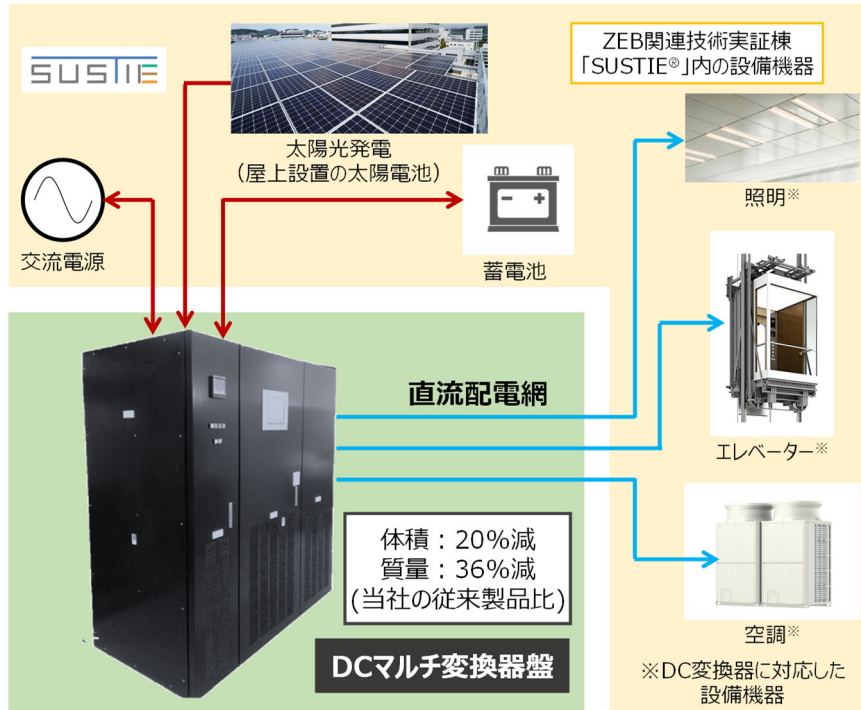 SUSTIE
ZEB関連技術実証棟
「SUSTIE®」内の設備機器
太陽光発電
（屋上設置の太陽電池）
照明※
交流電源
蓄電池
直流配電網
エレベーター※
体積：20%減
質量：36%減
(当社の従来製品比)
空調※
DCマルチ変換器盤
※DC変換器に対応した
設備機器